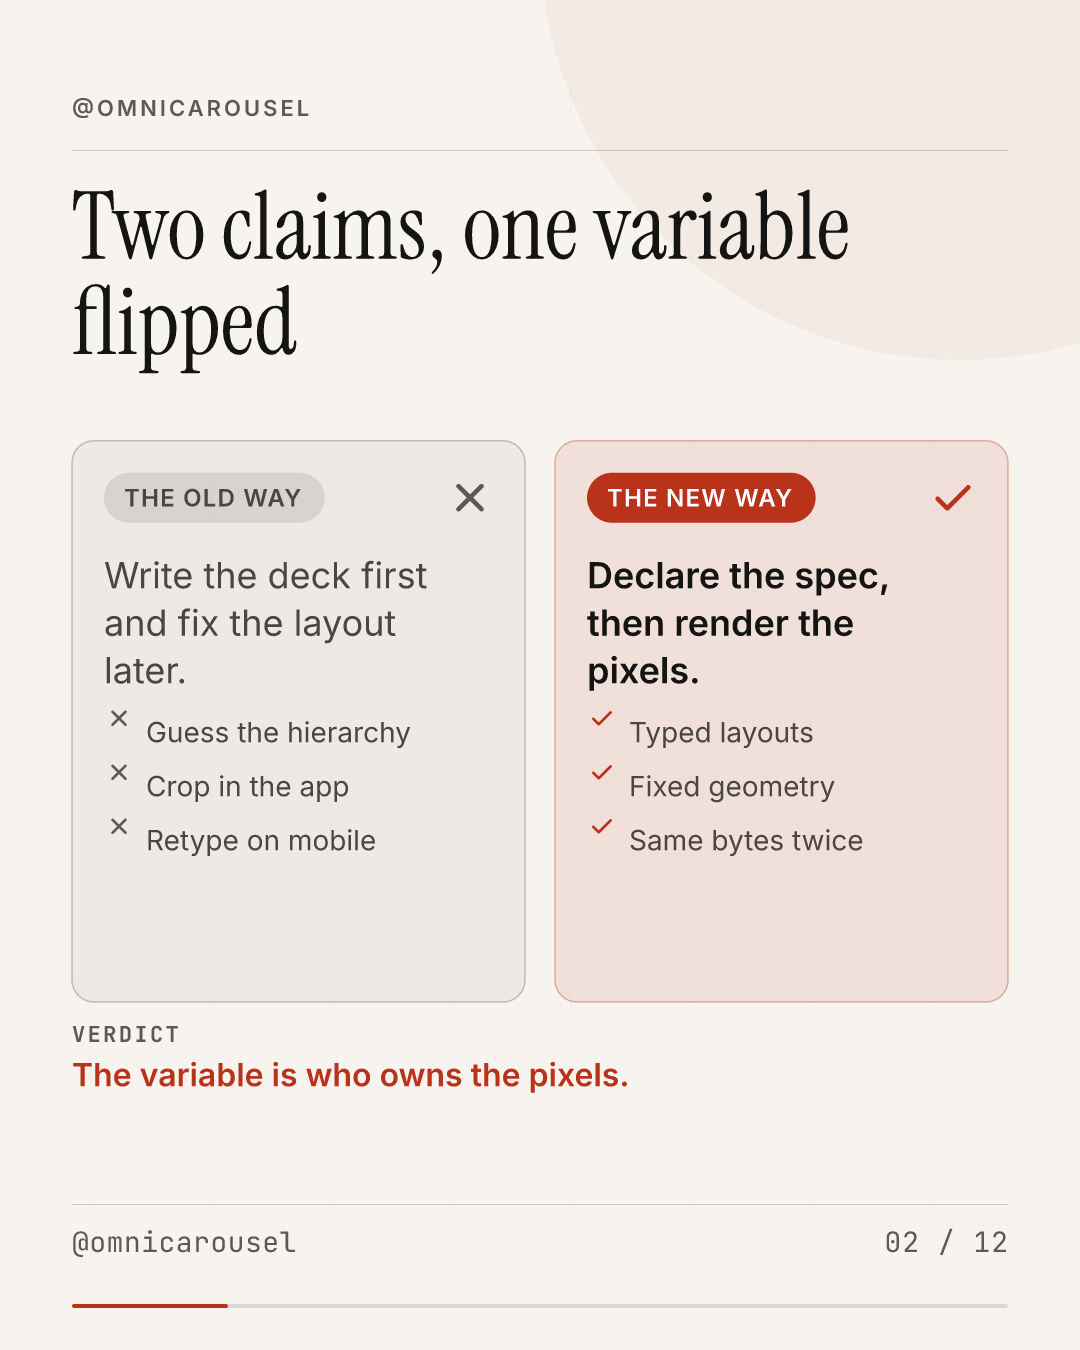 @OMNICAROUSEL
Two claims, one variable
flipped
THE OLD WAY
Write the deck first
and fix the layout
later.
Guess the hierarchy
Crop in the app
Retype on mobile
THE NEW WAY
Declare the spec,
then render the
pixels.
Typed layouts
Fixed geometry
Same bytes twice
VERDICT
The variable is who owns the pixels.
@omnicarousel
02 / 12